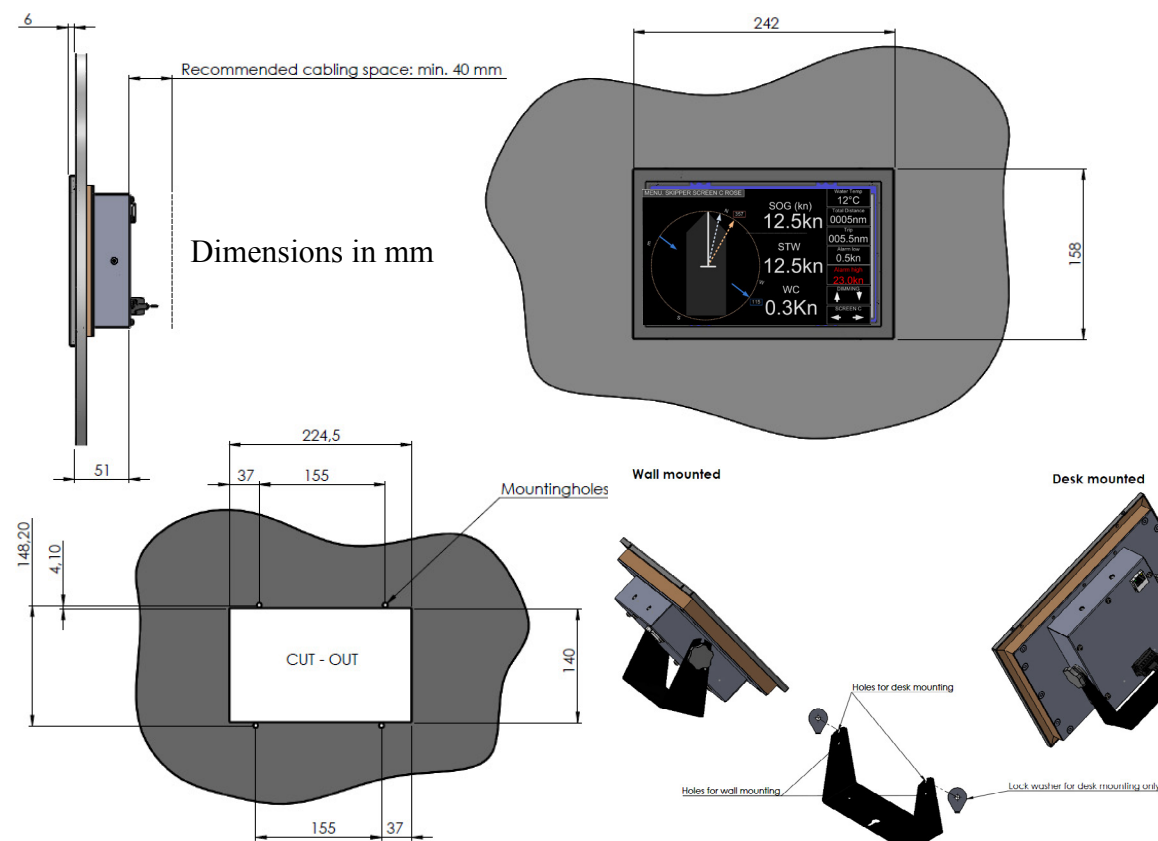 6
Recommended cabling space: min. 40 mm
Dimensions in mm
51
242
158
MENU. SKIPPER SCREEN C ROSE
N
357
E
W
115
S
SOG (kn)
12.5kn
STW
12.5kn
WC
0.3Kn
Water Temp
12°C
Total Distance
0005nm
Trip
005.5nm
Alarm low
0.5kn
Alarm high
23.0kn
DIMMING
SCREEN C
224,5
37
155
Mountingholes
148,20
4,10
CUT - OUT
140
155
37
Wall mounted
Desk mounted
Holes for desk mounting
Holes for wall mounting
Lock washer for desk mounting only